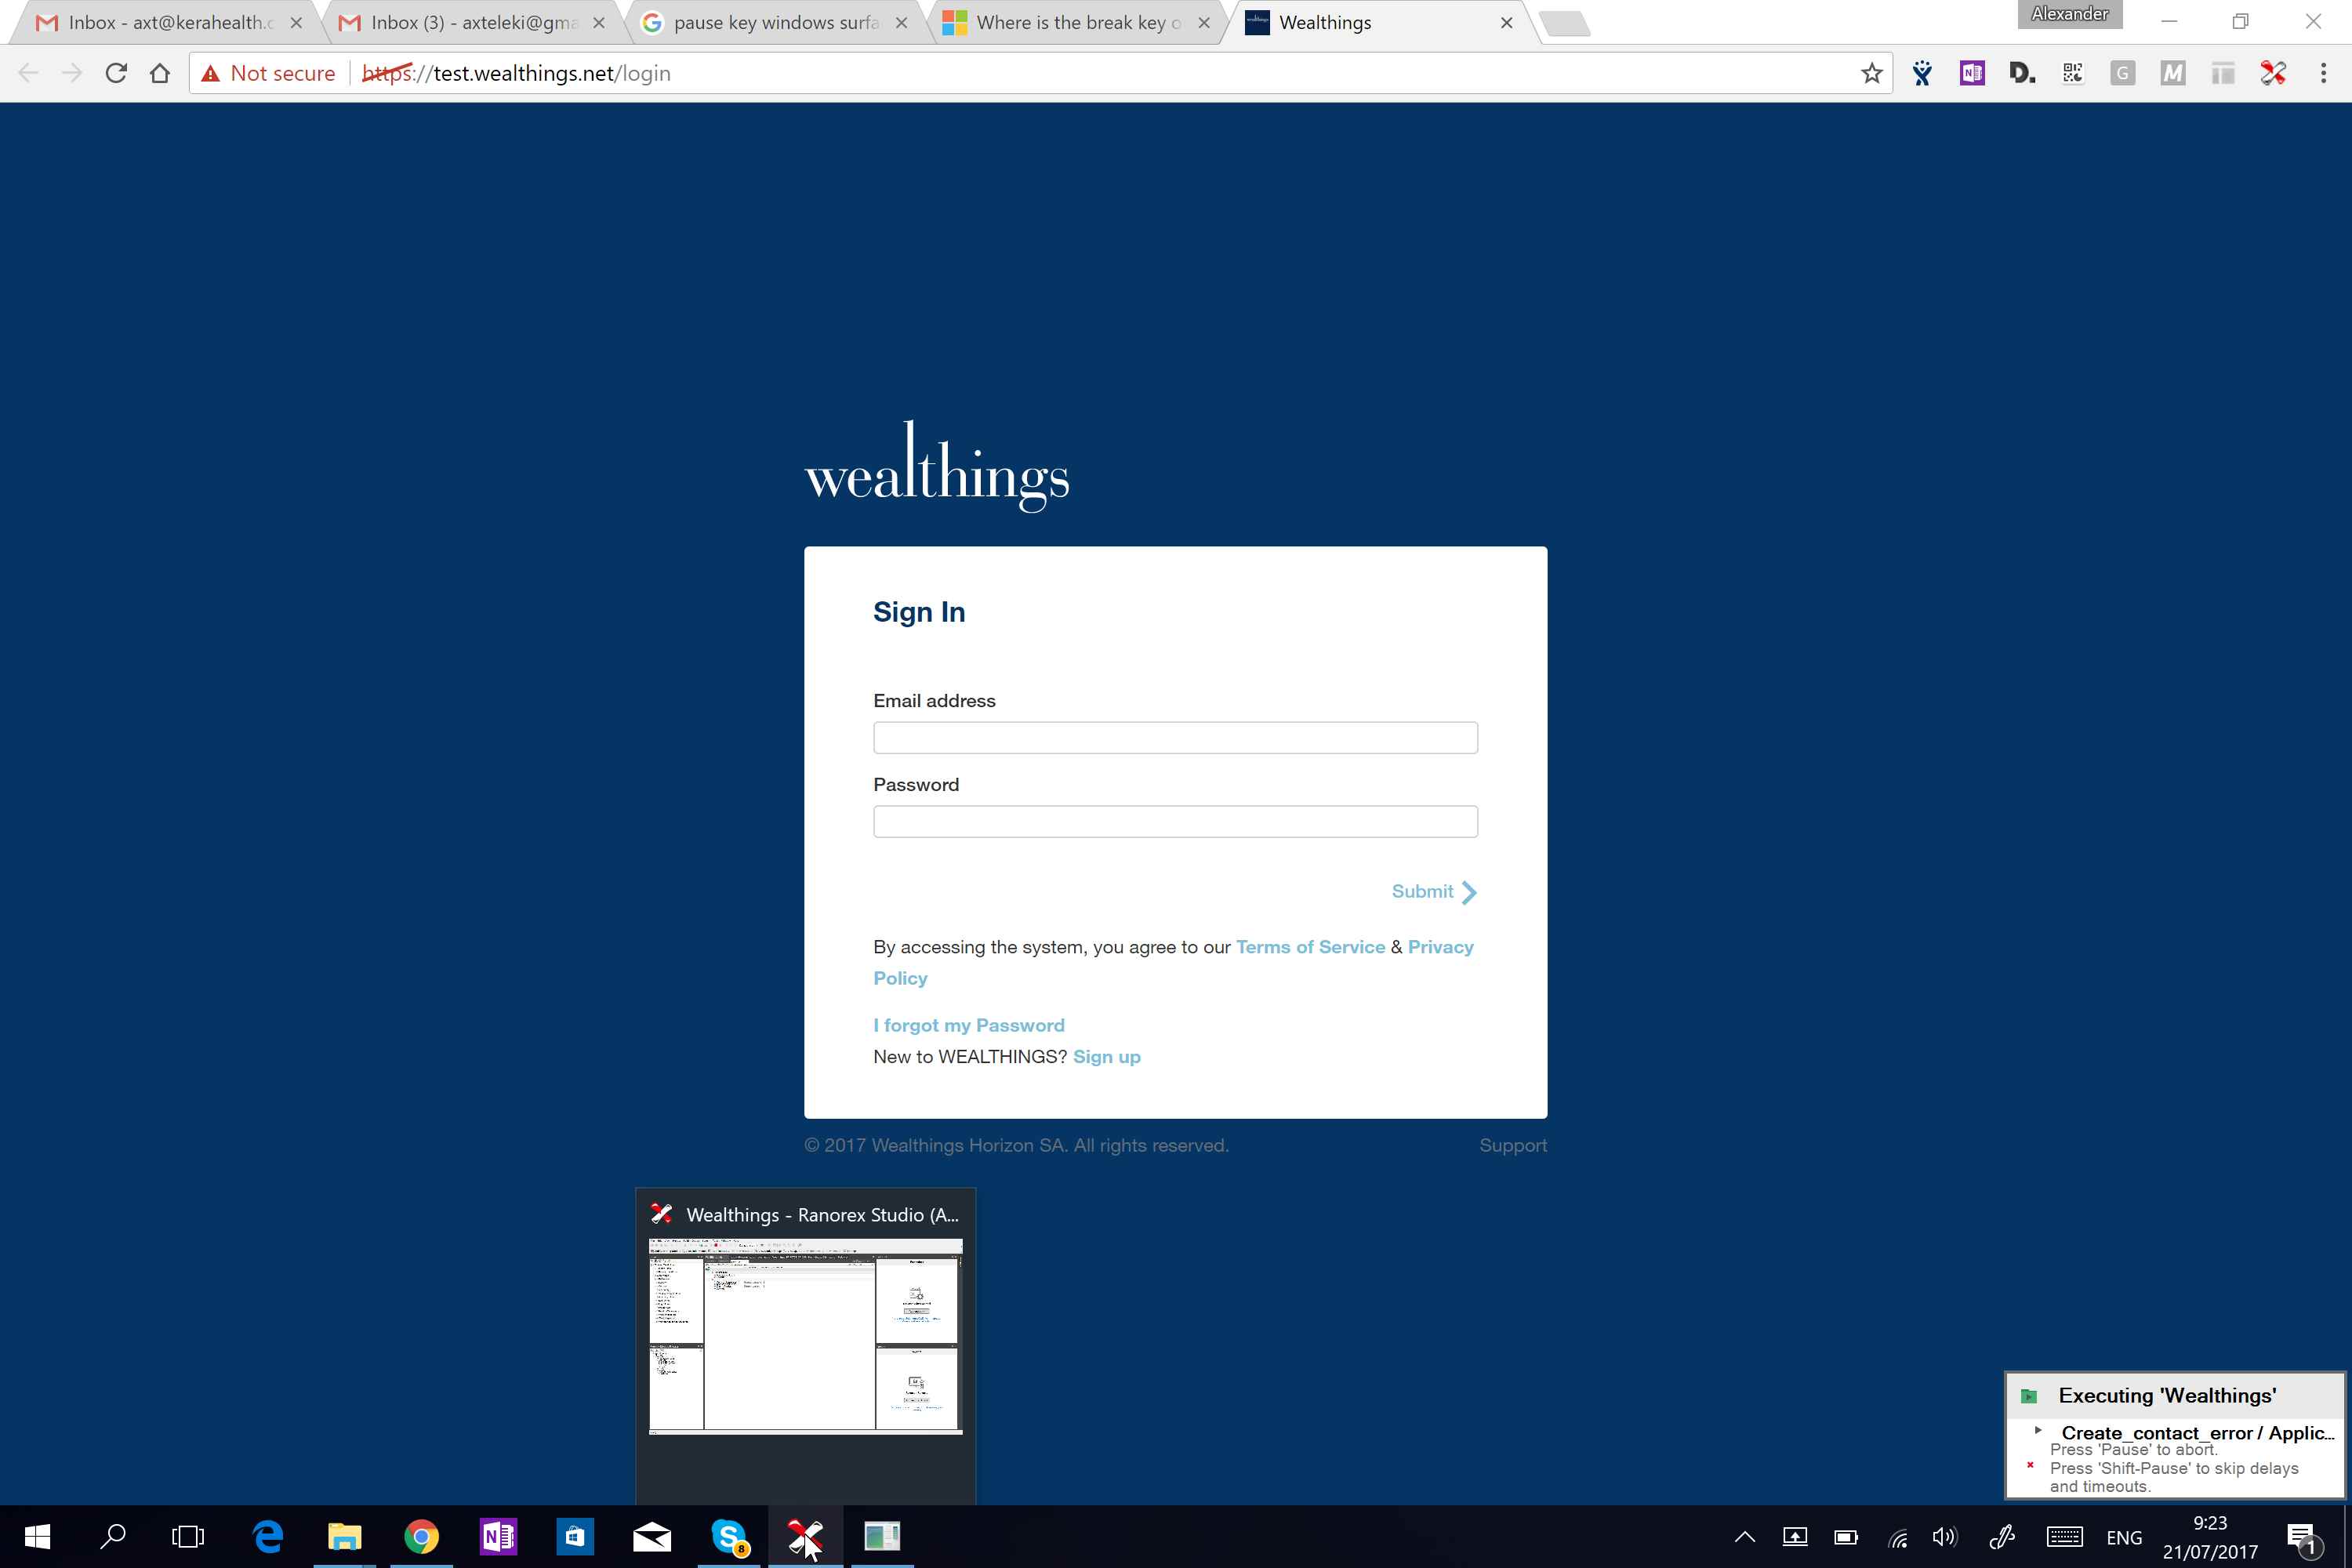 Inbox - axt@kerahealth.c
Inbox (3) - axteleki@gma
pause key windows surfa
Where is the break key o
Wealthings
Alexander
Not secure
https://test.wealthings.net/login
wealthings
Sign In
Email address
Password
Submit
By accessing the system, you agree to our Terms of Service & Privacy
Policy
I forgot my Password
New to WEALTHINGS? Sign up
© 2017 Wealthings Horizon SA. All rights reserved.
Support
Wealthings - Ranorex Studio (A...
Executing 'Wealthings'
Create_contact_error / Applic...
Press 'Pause' to abort.
Press 'Shift-Pause' to skip delays
and timeouts.
ENG
9:23
21/07/2017
1
8